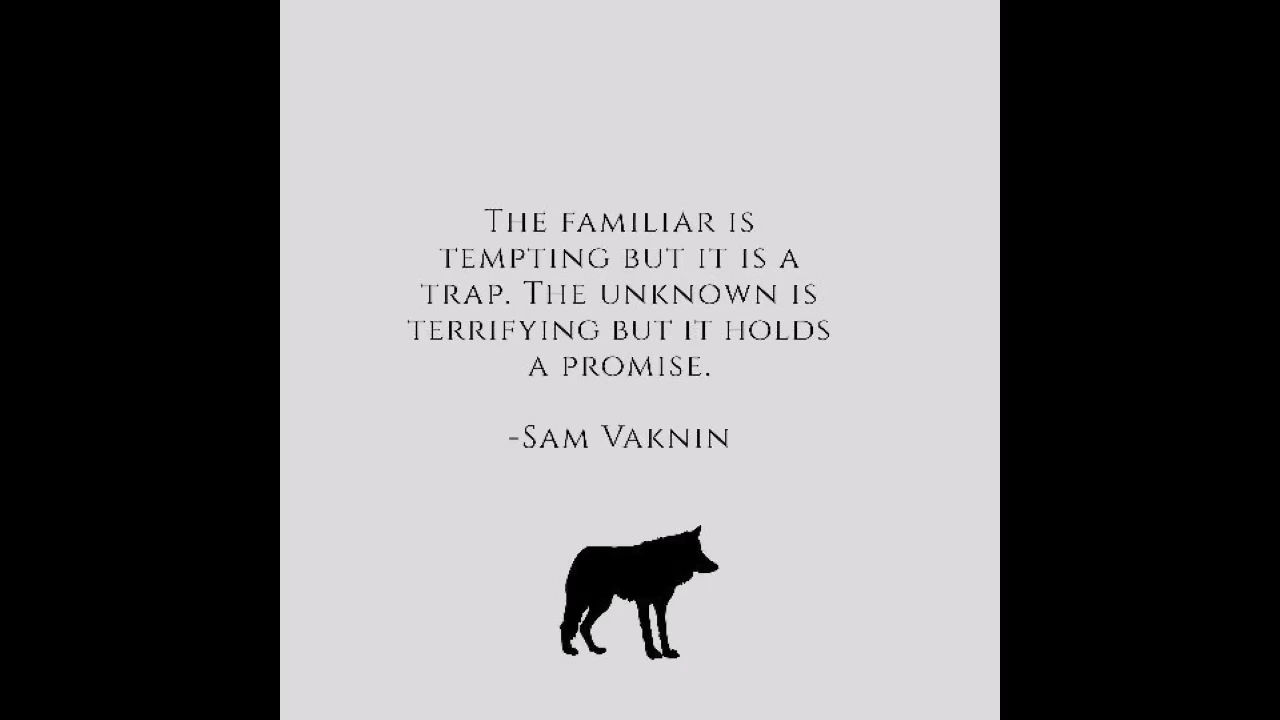 The familiar is
tempting but it is a
trap. The unknown is
terrifying but it holds
a promise.
-Sam Vaknin